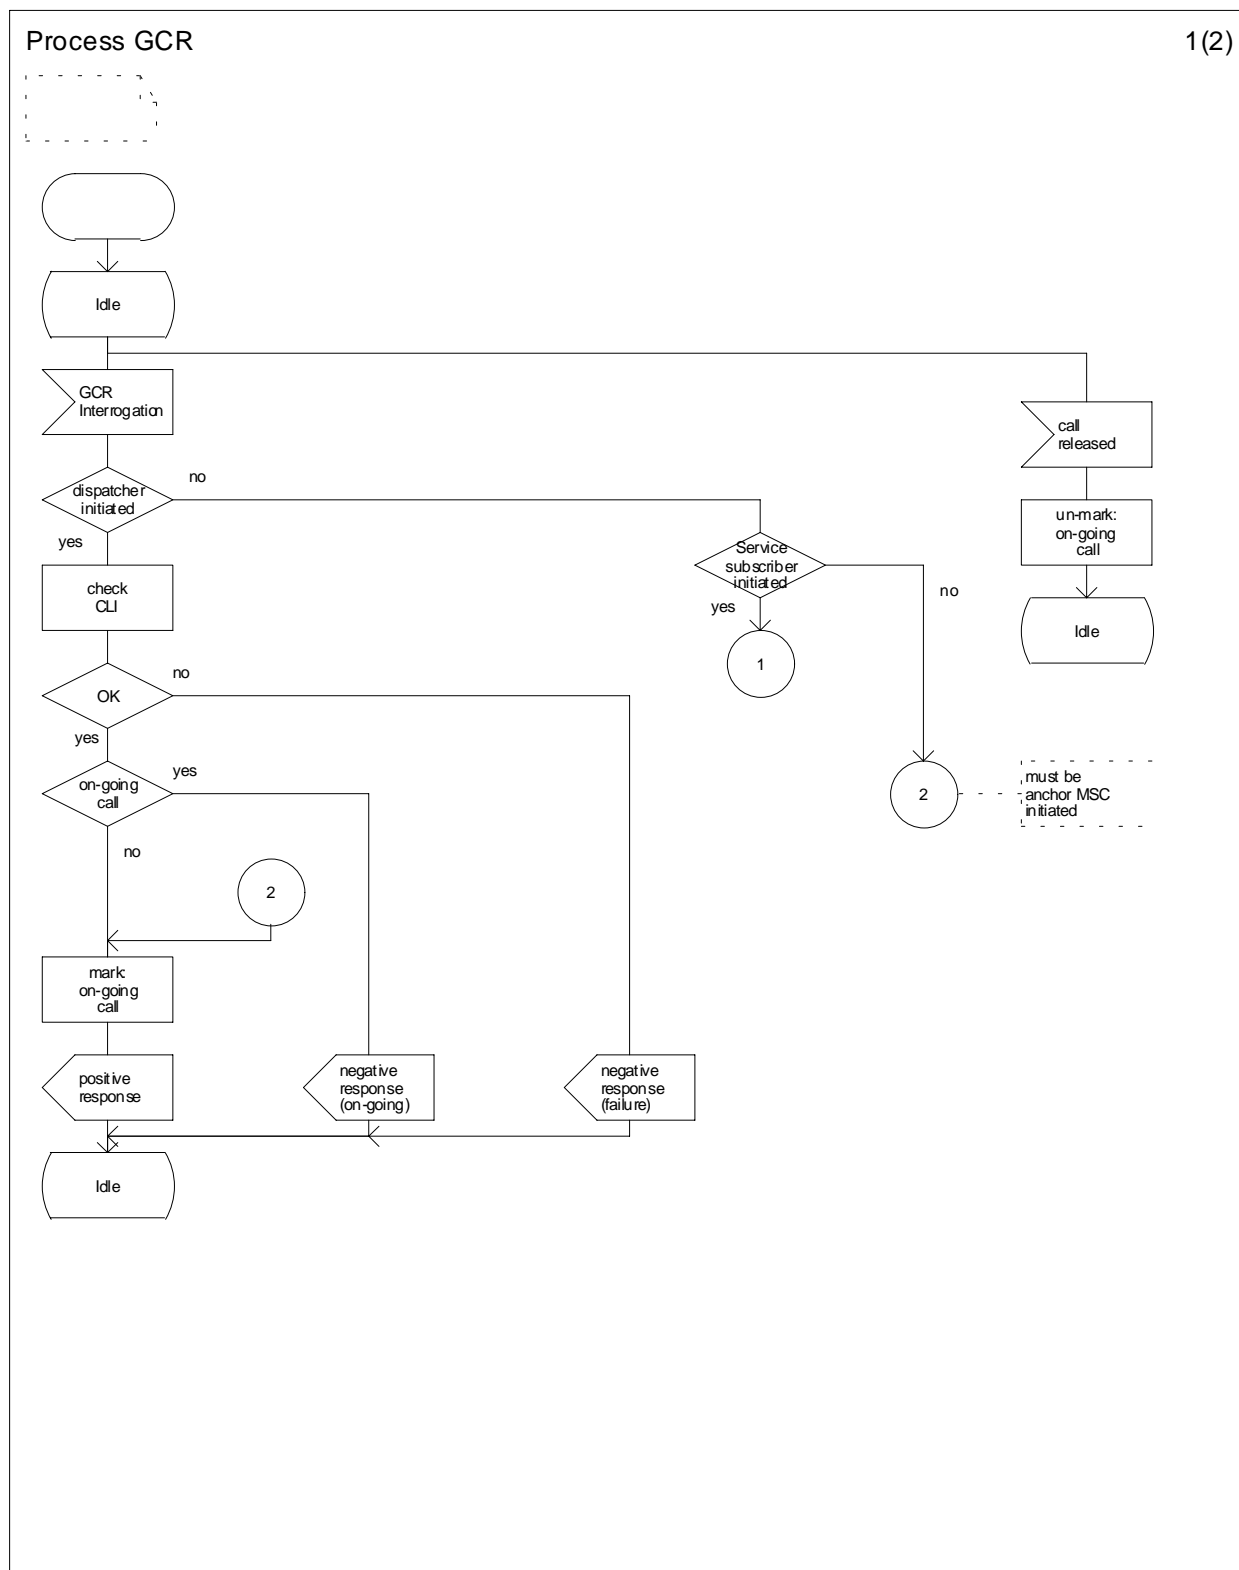 Process GCR
1(2)
Idle
GCR
Interrogation
call
released
no
dispatcher
initiated
un-mark:
on-going
call
yes
Service
subscriber
initiated
check
CLI
no
yes
Idle
1
no
OK
yes
yes
on-going
call
must be
anchor MSC
initiated
2
no
2
mark:
on-going
call
positive
response
negative
response
(on-going)
negative
response
(failure)
Idle